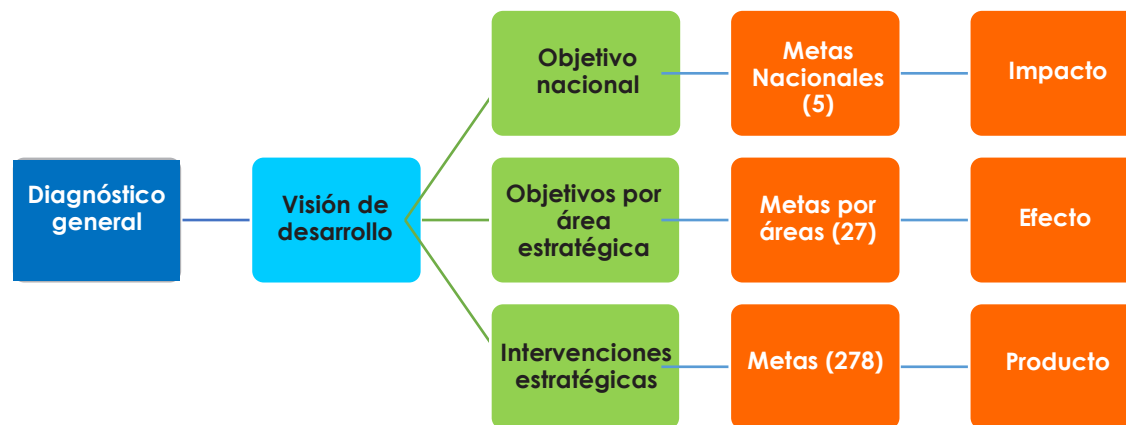 Diagnóstico
general
Visión de
desarrollo
Objetivo
nacional
Metas
Nacionales
(5)
Impacto
Objetivos por
área
estratégica
Metas por
áreas (27)
Efecto
Intervenciones
estratégicas
Metas (278)
Producto